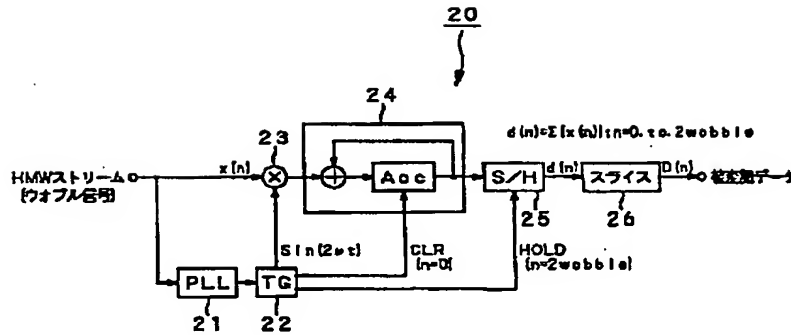 20
24
23
d(n)=Σ[x(n)];n=0.to.2wobble
HMWストリーム
[ウォブル信号]
x[n]
Acc
S/H
d(n)
スライス
D(n)
被変調データ
25
26
Sin(2ωt)
CLR
[n=0]
HOLD
[n=2wobble]
PLL
TG
21
22